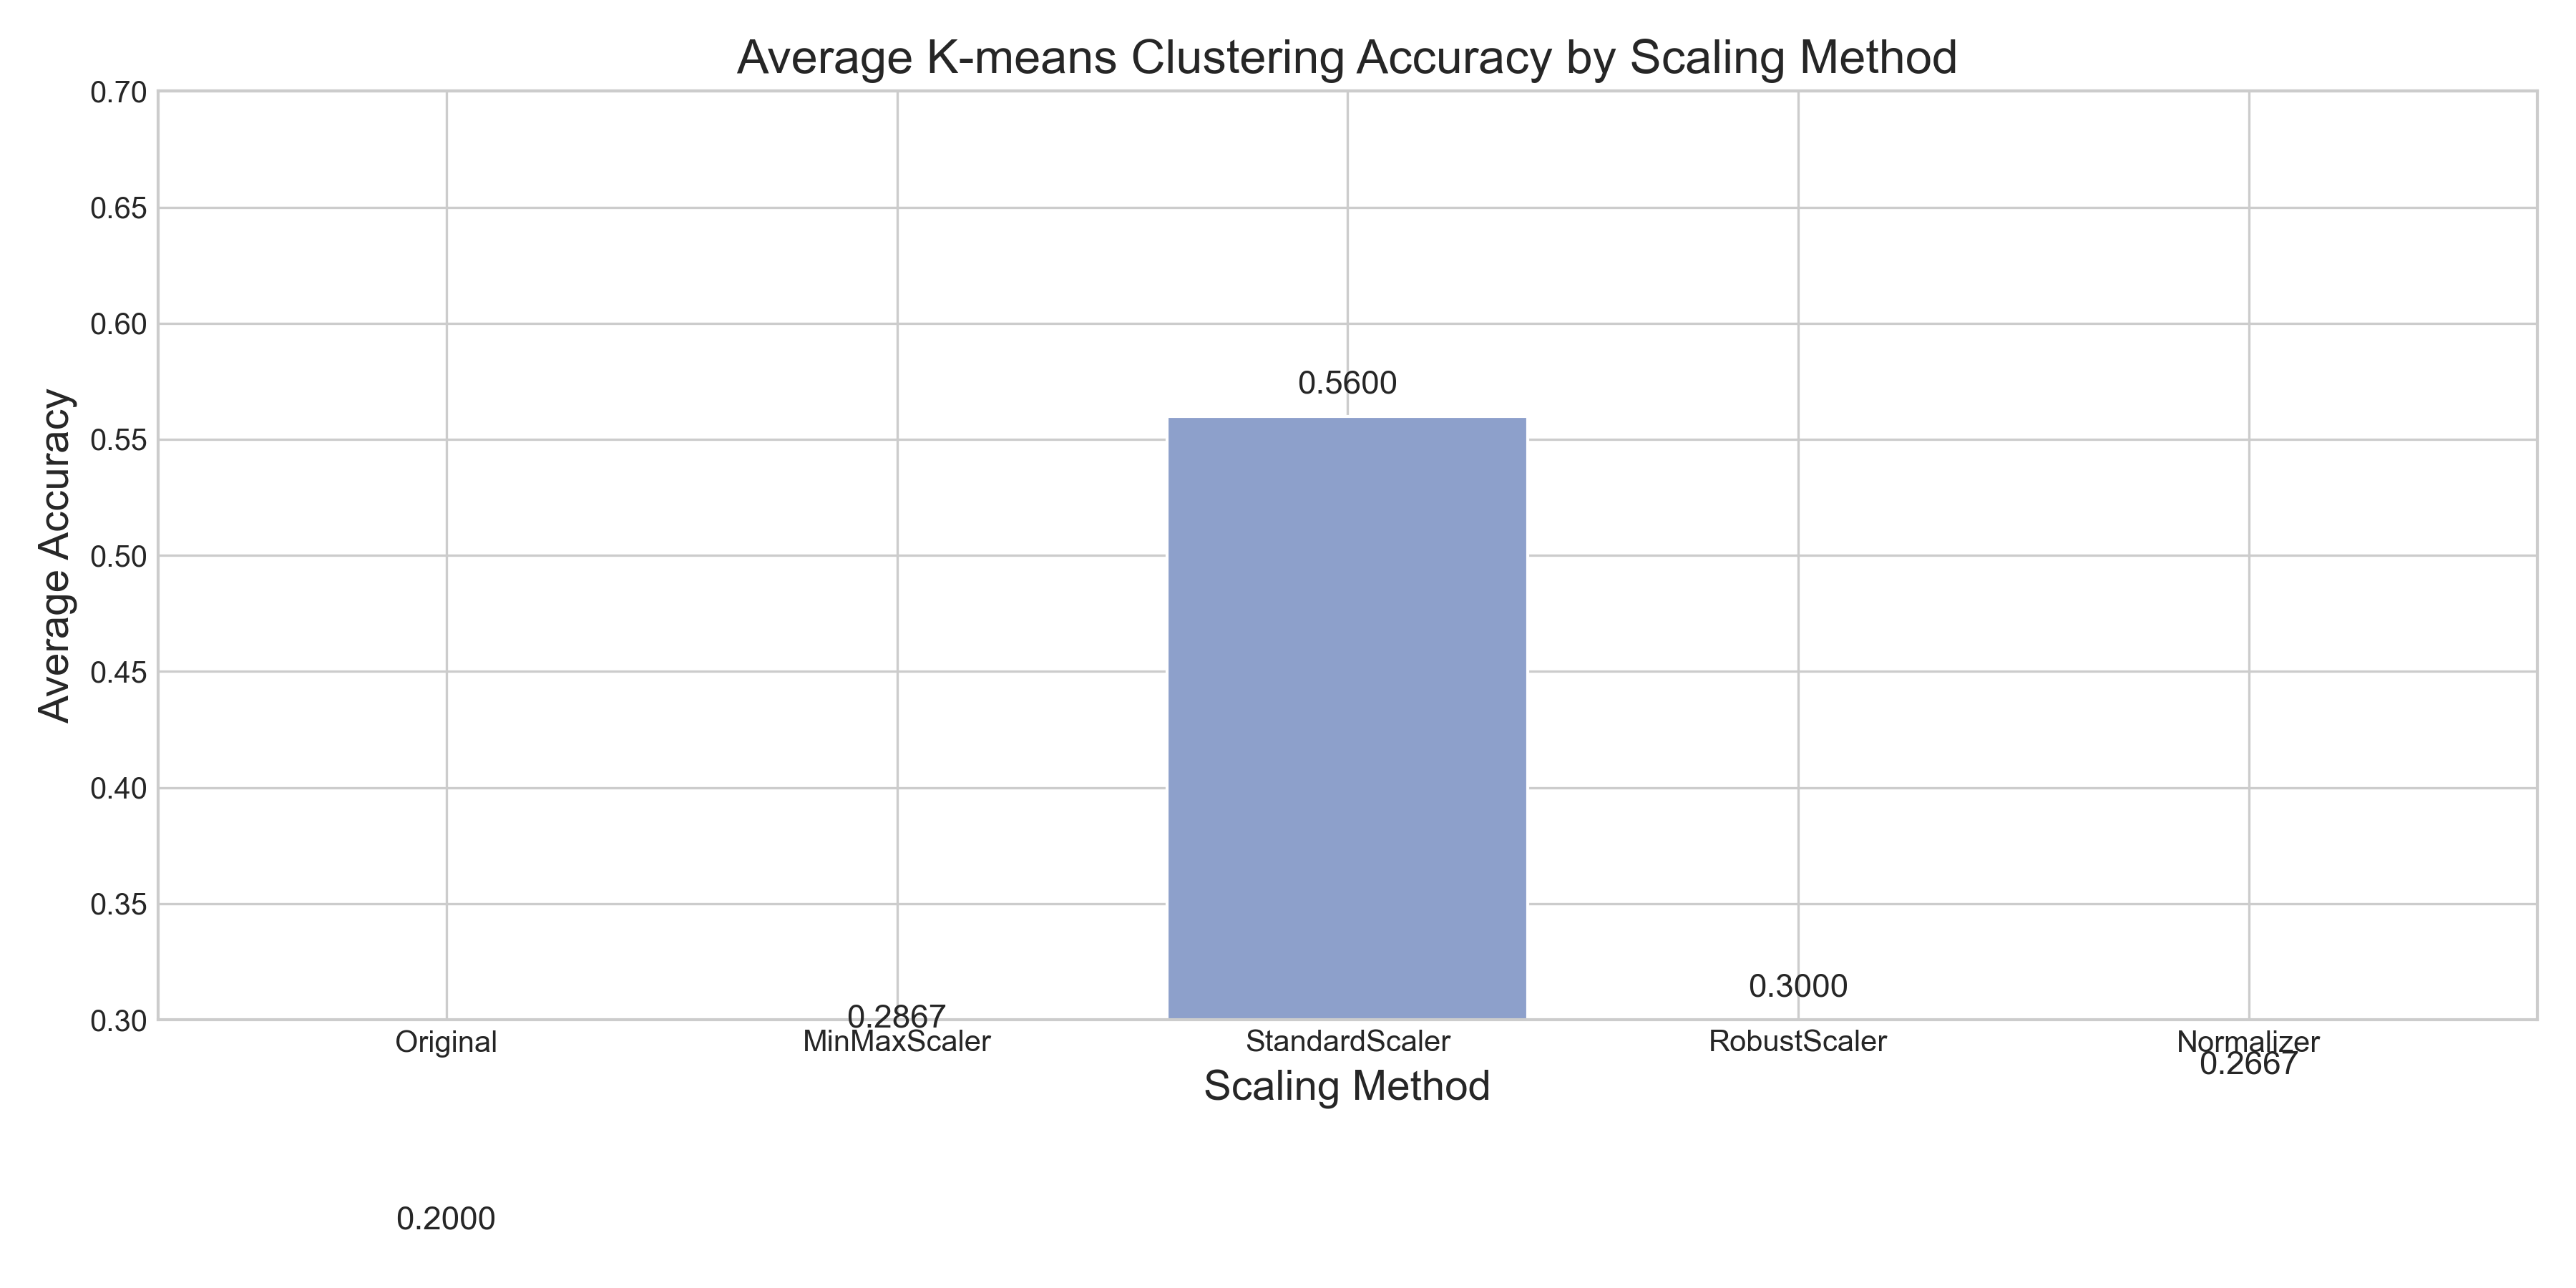 Average K-means Clustering Accuracy by Scaling Method
0.70
0.65
0.60
0.55
0.50
0.45
0.40
0.35
0.30
Average Accuracy
0.5600
0.3000
0.2867
Original
MinMaxScaler
StandardScaler
RobustScaler
Normalizer
0.2667
Scaling Method
0.2000